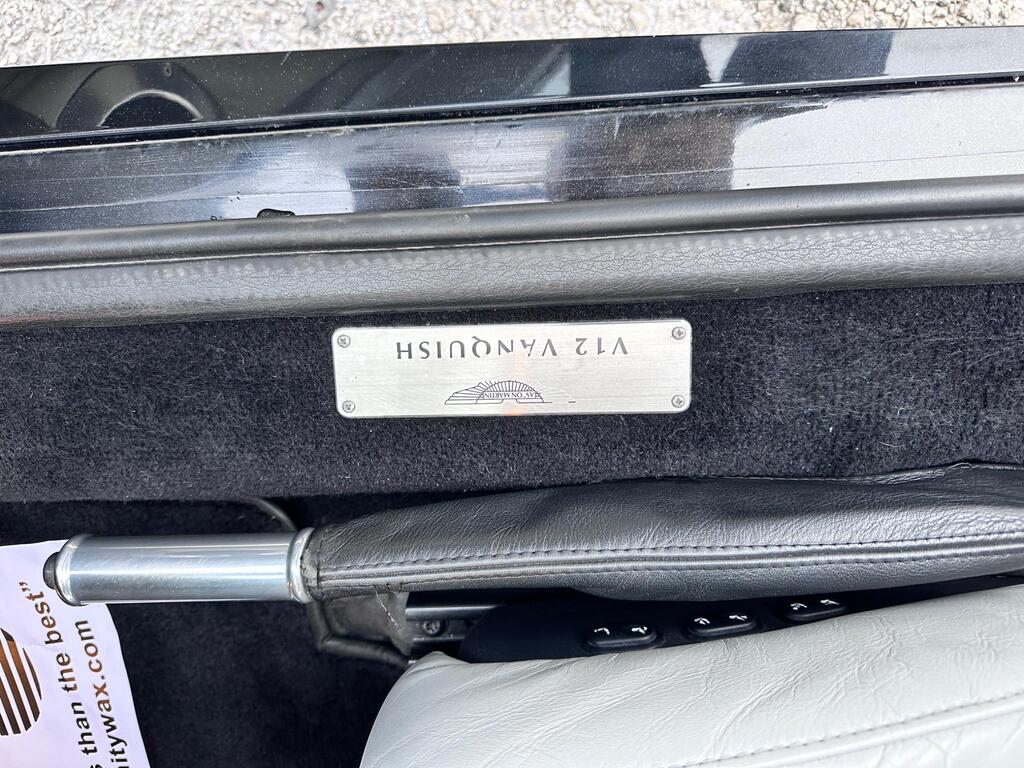 V12 VANQUISH
ASTON MARTIN
than the best"
itywax.com